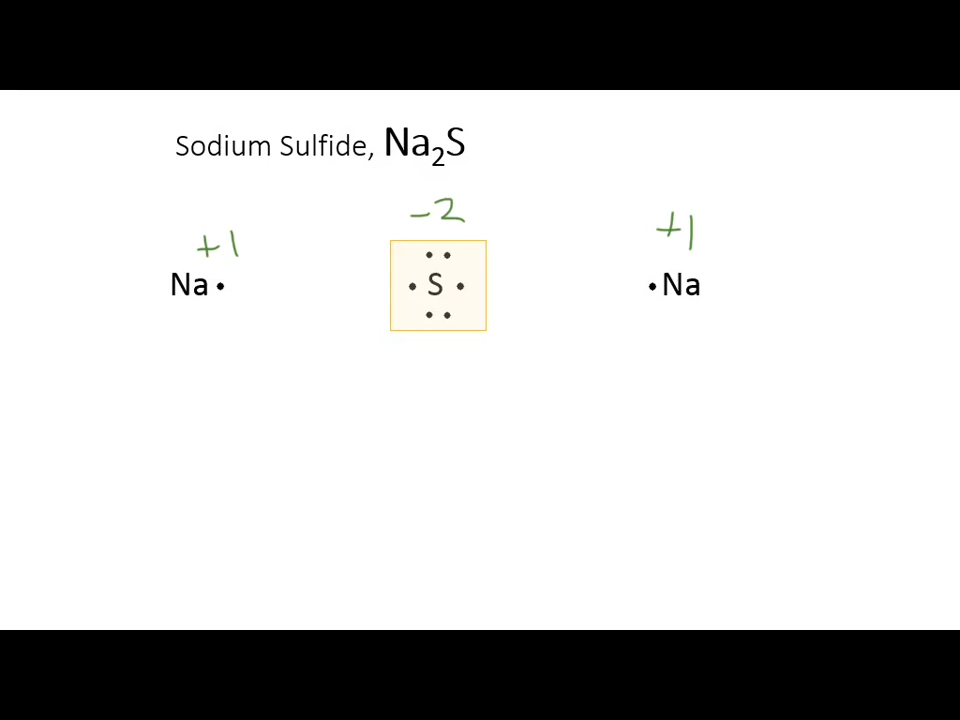 Sodium Sulfide, Na₂S
-2
+1 +1
Na· S ·Na